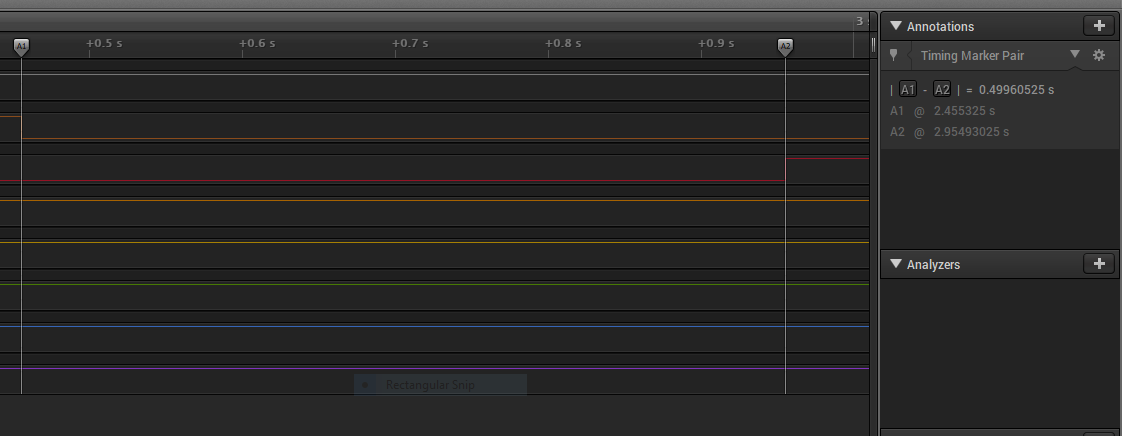 3
Annotations
+0.5 s +0.6 s +0.7 s +0.8 s +0.9 s
A1 A2
Timing Marker Pair
| A1 - A2 | = 0.49960525 s
A1 @ 2.455325 s
A2 @ 2.95493025 s
Analyzers
Rectangular Snip